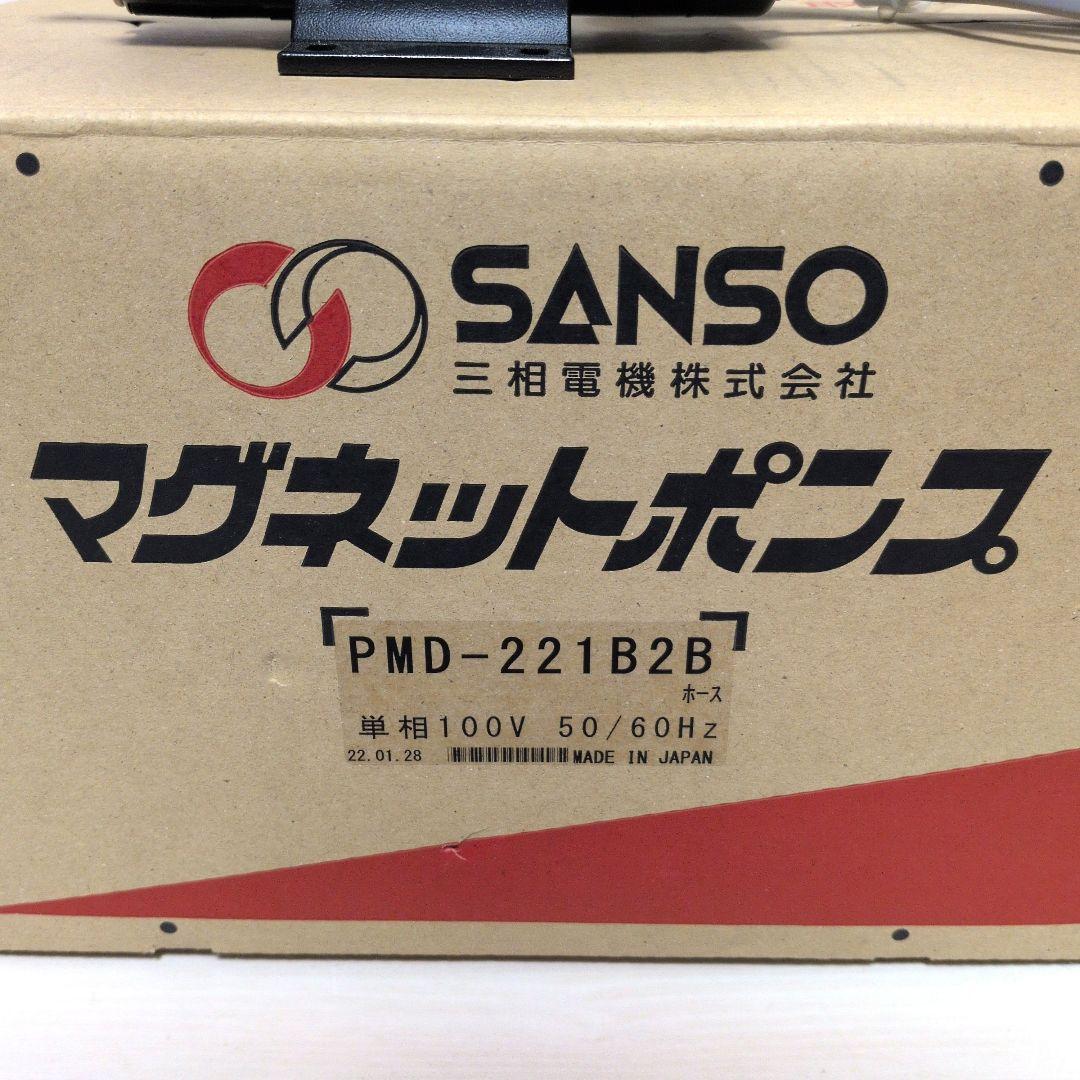 SANSO
三相電機株式会社
マグネットポンプ
PMD-221B2B
ホース
単相100V 50/60Hz
22.01.28 MADE IN JAPAN